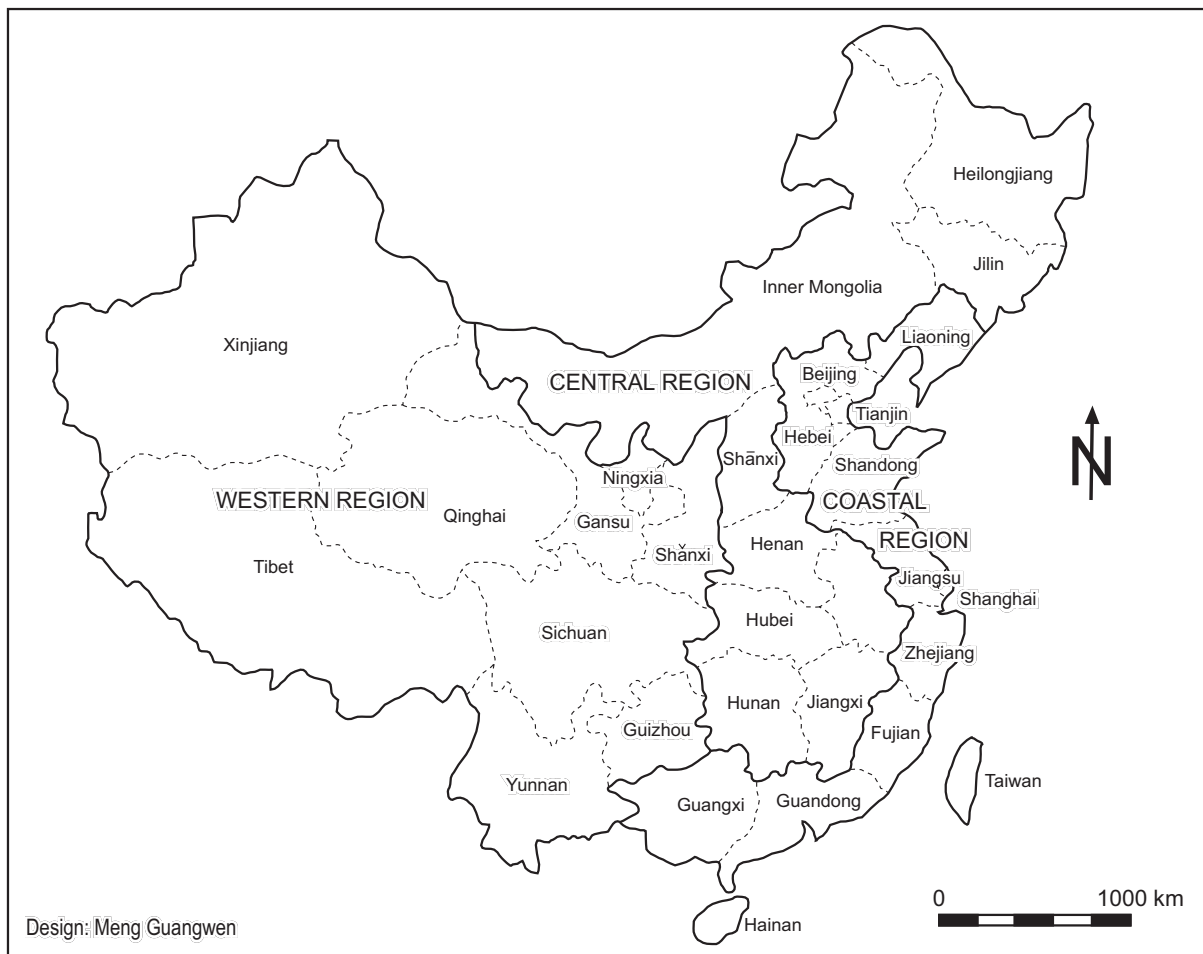 Heilongjiang
Jilin
Inner Mongolia
Liaoning
Xinjiang
Beijing
CENTRAL REGION
Tianjin
Hebei
Shānxi
Shandong
Ningxia
WESTERN REGION
COASTAL
Qinghai
Gansu
REGION
Henan
Shǎnxi
Tibet
Jiangsu
Shanghai
Hubei
Sichuan
Zhejiang
Hunan
Jiangxi
Guizhou
Fujian
Taiwan
Yunnan
Guangxi
Guandong
N
0 1000 km
Hainan
Design: Meng Guangwen